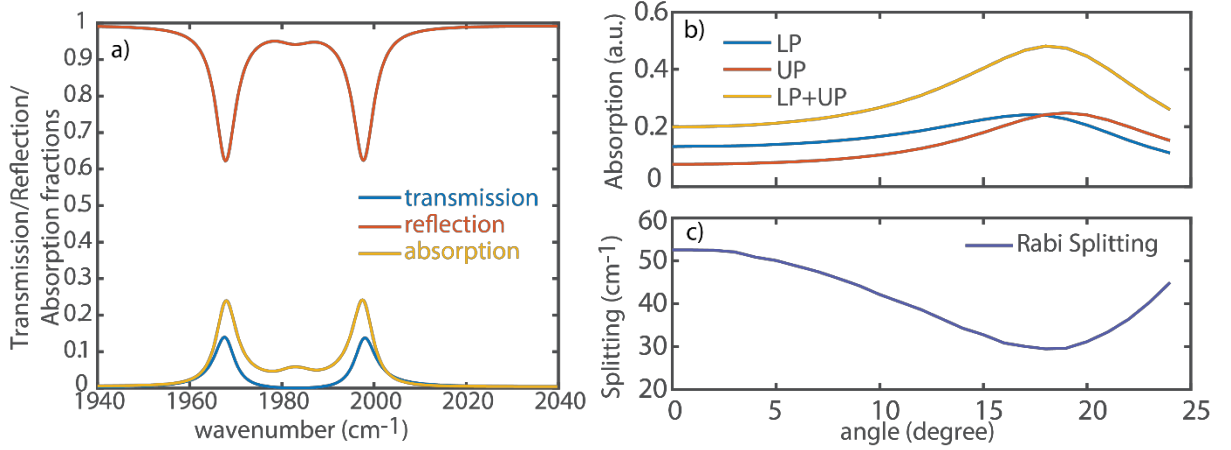 a)
Transmission/Reflection/
Absorption fractions
1
0.9
0.8
0.7
0.6
0.5
0.4
0.3
0.2
0.1
0
transmission
reflection
absorption
1940
1960
1980
2000
2020
2040
wavenumber (cm-1)
b)
Absorption (a.u.)
0.6
0.4
0.2
0
LP
UP
LP+UP
c)
Splitting (cm-1)
60
50
40
30
20
Rabi Splitting
0
5
10
15
20
25
angle (degree)